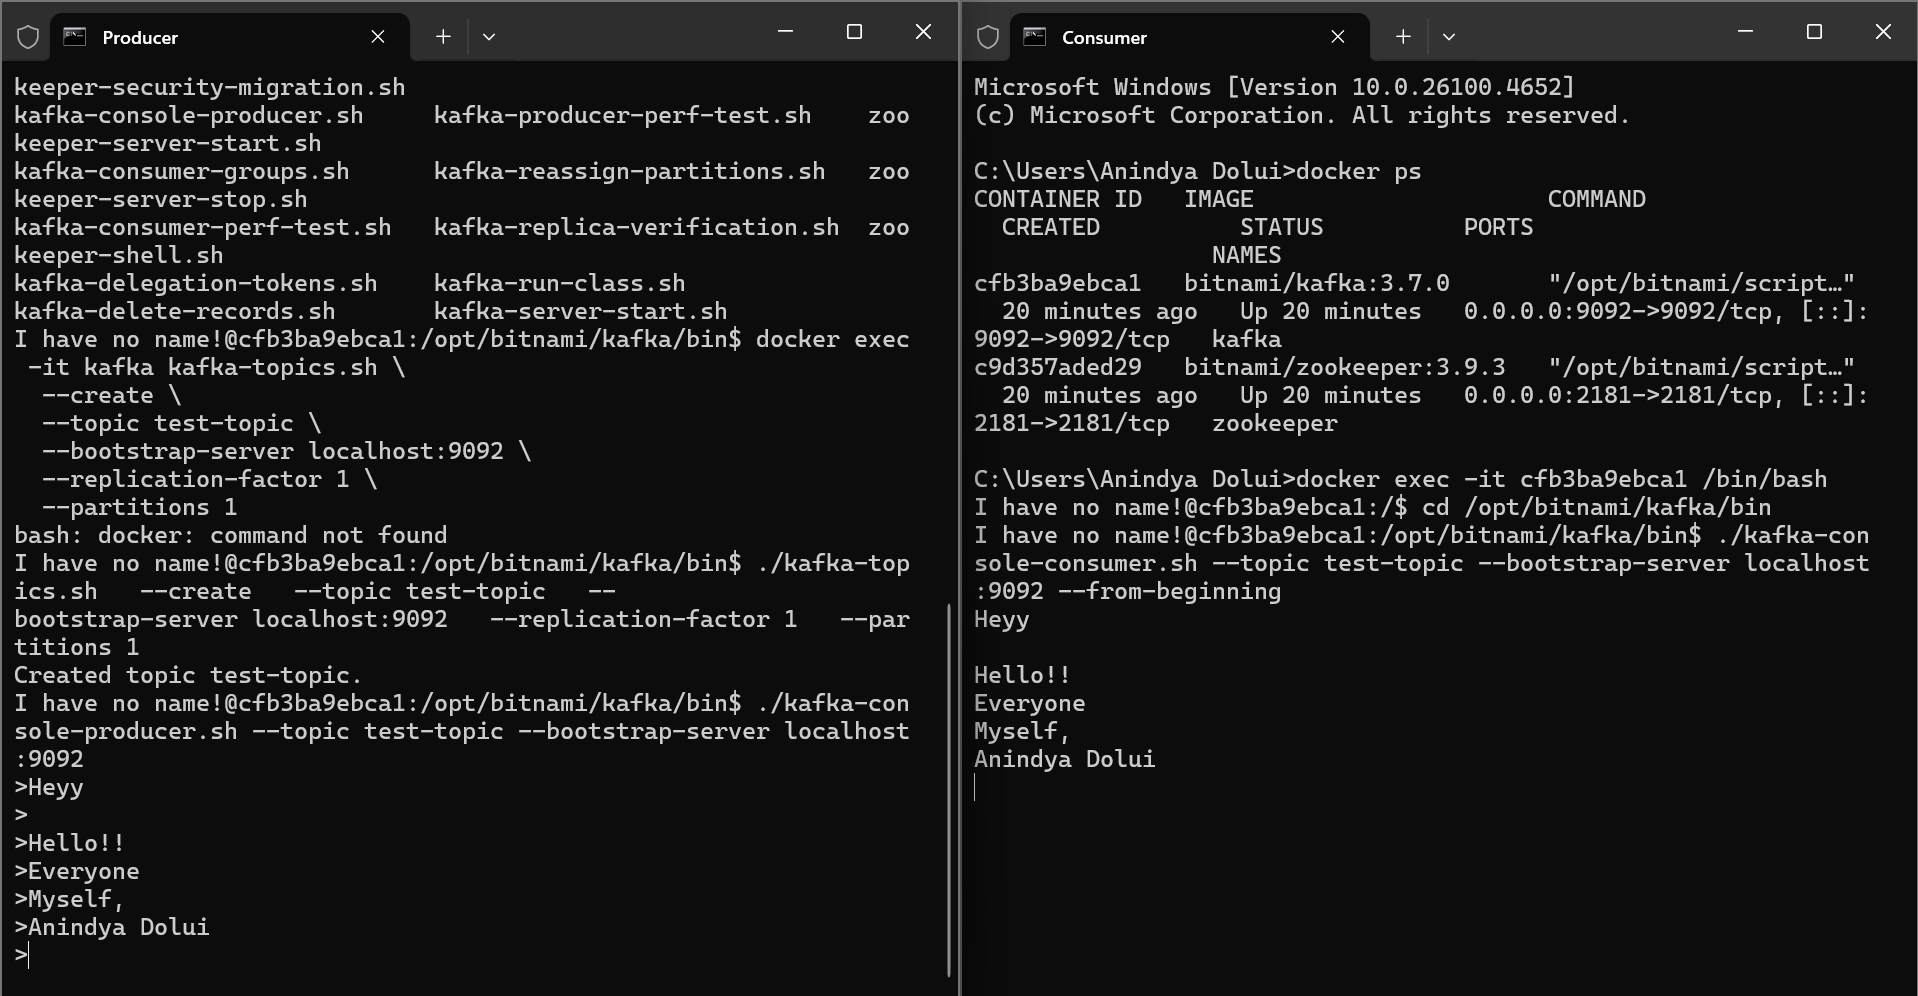 Producer
keeper-security-migration.sh
kafka-console-producer.sh     kafka-producer-perf-test.sh    zoo
keeper-server-start.sh
kafka-consumer-groups.sh      kafka-reassign-partitions.sh   zoo
keeper-server-stop.sh
kafka-consumer-perf-test.sh   kafka-replica-verification.sh  zoo
keeper-shell.sh
kafka-delegation-tokens.sh    kafka-run-class.sh
kafka-delete-records.sh       kafka-server-start.sh
I have no name!@cfb3ba9ebca1:/opt/bitnami/kafka/bin$ docker exec
 -it kafka kafka-topics.sh \
  --create \
  --topic test-topic \
  --bootstrap-server localhost:9092 \
  --replication-factor 1 \
  --partitions 1
bash: docker: command not found
I have no name!@cfb3ba9ebca1:/opt/bitnami/kafka/bin$ ./kafka-top
ics.sh   --create   --topic test-topic   --
bootstrap-server localhost:9092   --replication-factor 1   --par
titions 1
Created topic test-topic.
I have no name!@cfb3ba9ebca1:/opt/bitnami/kafka/bin$ ./kafka-con
sole-producer.sh --topic test-topic --bootstrap-server localhost
:9092
>Heyy
>
>Hello!!
>Everyone
>Myself,
>Anindya Dolui
>
Consumer
Microsoft Windows [Version 10.0.26100.4652]
(c) Microsoft Corporation. All rights reserved.
C:\Users\Anindya Dolui>docker ps
CONTAINER ID   IMAGE                     COMMAND
  CREATED          STATUS          PORTS
                 NAMES
cfb3ba9ebca1   bitnami/kafka:3.7.0       "/opt/bitnami/script…"
  20 minutes ago   Up 20 minutes   0.0.0.0:9092->9092/tcp, [::]:
9092->9092/tcp   kafka
c9d357aded29   bitnami/zookeeper:3.9.3   "/opt/bitnami/script…"
  20 minutes ago   Up 20 minutes   0.0.0.0:2181->2181/tcp, [::]:
2181->2181/tcp   zookeeper
C:\Users\Anindya Dolui>docker exec -it cfb3ba9ebca1 /bin/bash
I have no name!@cfb3ba9ebca1:/$ cd /opt/bitnami/kafka/bin
I have no name!@cfb3ba9ebca1:/opt/bitnami/kafka/bin$ ./kafka-con
sole-consumer.sh --topic test-topic --bootstrap-server localhost
:9092 --from-beginning
Heyy
Hello!!
Everyone
Myself,
Anindya Dolui